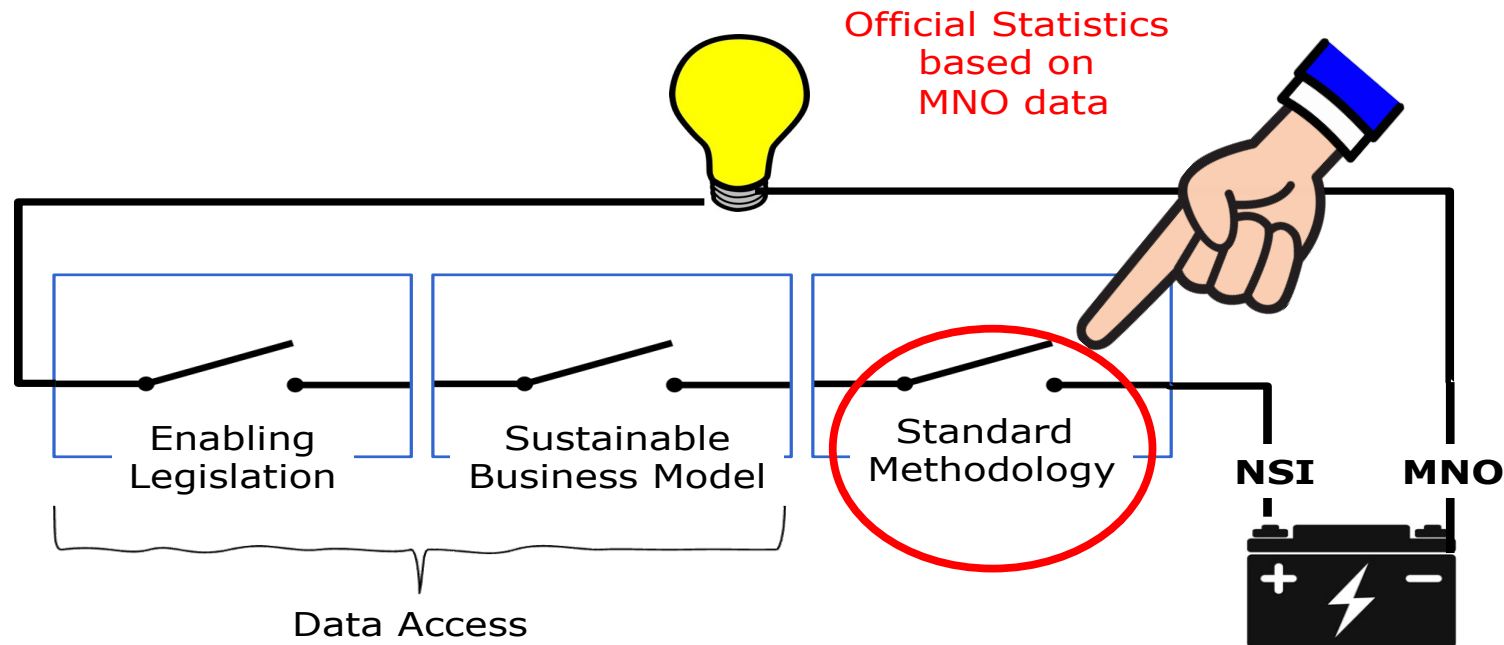 Official Statistics
based on
MNO data
Enabling
Legislation
Sustainable
Business Model
Standard
Methodology
NSI
MNO
Data Access
+
−